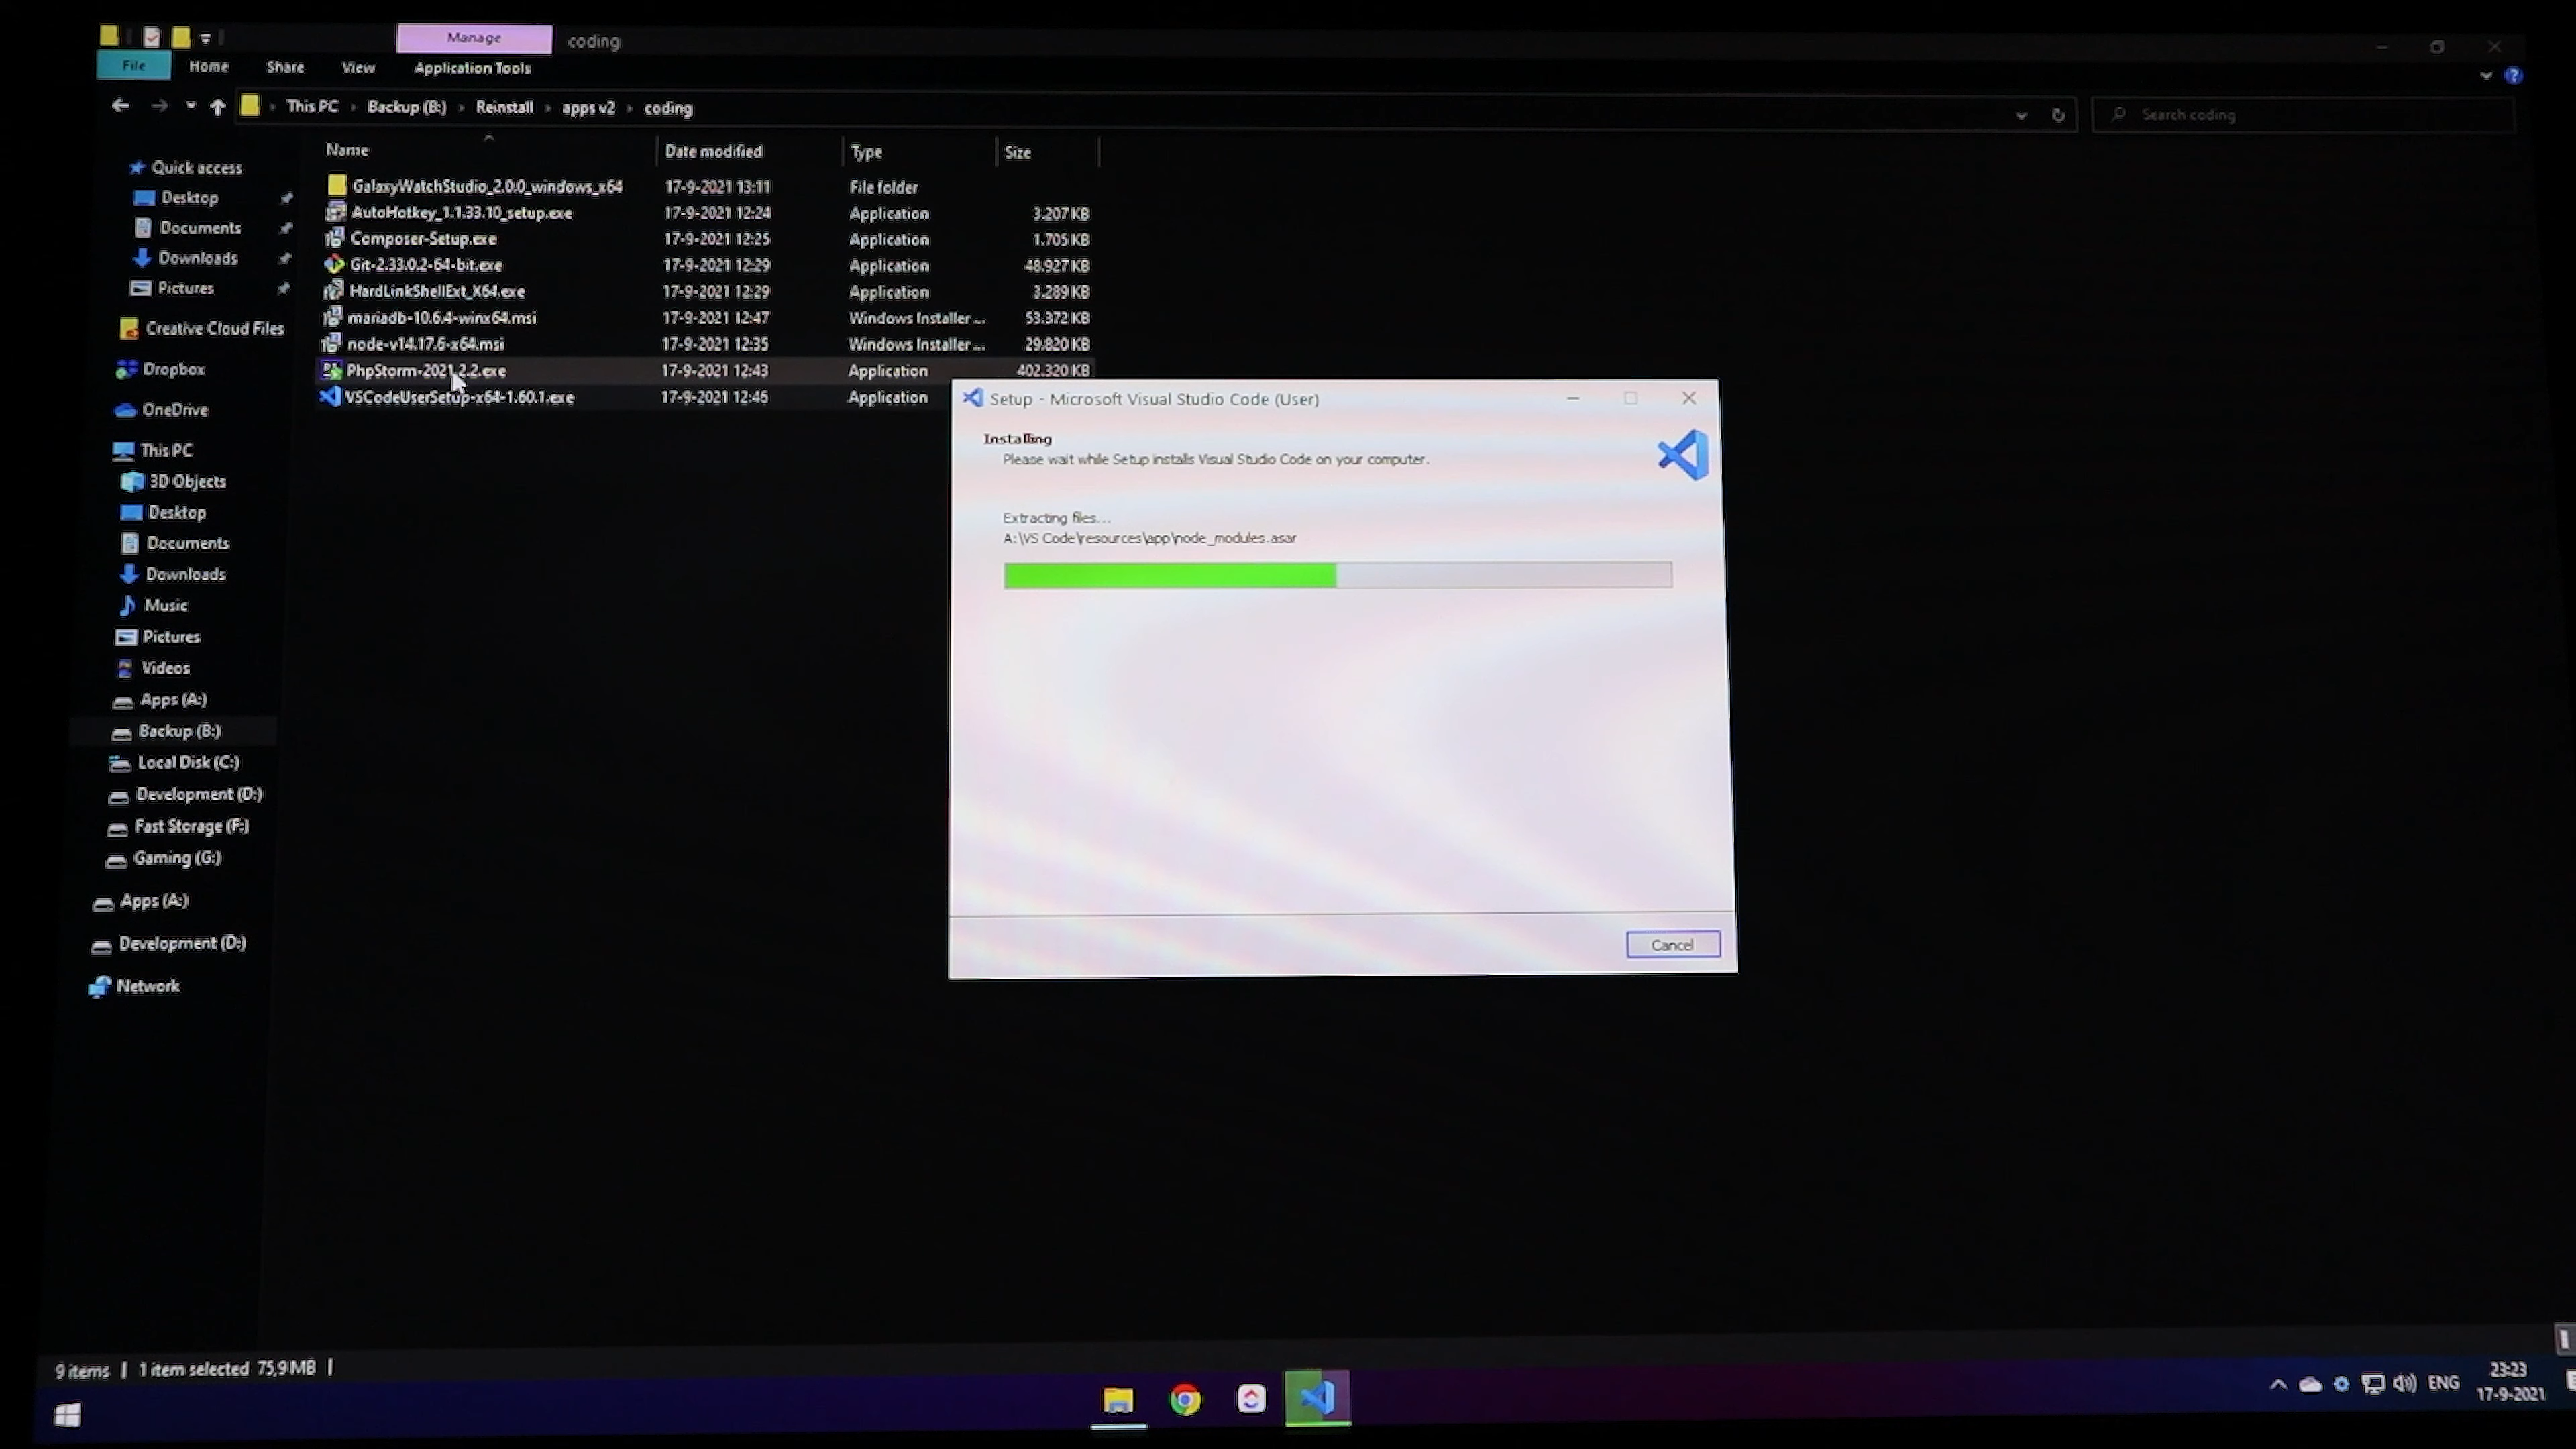 Manage
coding
File
Home
Share
View
Application Tools
This PC
Backup (B:)
Reinstall
apps v2
coding
Search coding
Name
Date modified
Type
Size
Quick access
Desktop
Documents
Downloads
Pictures
Creative Cloud Files
Dropbox
OneDrive
This PC
3D Objects
Desktop
Documents
Downloads
Music
Pictures
Videos
Apps (A:)
Backup (B:)
Local Disk (C:)
Development (D:)
Fast Storage (F:)
Gaming (G:)
Apps (A:)
Development (D:)
Network
GalaxyWatchStudio_2.0.0_windows_x64 17-9-2021 13:11 File folder
AutoHotkey_1.1.33.10_setup.exe 17-9-2021 12:24 Application 3.207 KB
Composer-Setup.exe 17-9-2021 12:25 Application 1.705 KB
Git-2.33.0.2-64-bit.exe 17-9-2021 12:29 Application 48.927 KB
HardLinkShellExt_X64.exe 17-9-2021 12:29 Application 3.289 KB
mariadb-10.6.4-winx64.msi 17-9-2021 12:47 Windows Installer ... 53.372 KB
node-v14.17.6-x64.msi 17-9-2021 12:35 Windows Installer ... 29.820 KB
PhpStorm-2021.2.2.exe 17-9-2021 12:43 Application 402.320 KB
VSCodeUserSetup-x64-1.60.1.exe 17-9-2021 12:46 Application
Setup - Microsoft Visual Studio Code (User)
Installing
Please wait while Setup installs Visual Studio Code on your computer.
Extracting files...
A:\VS Code\resources\app\node_modules.asar
Cancel
9 items
1 item selected 75,9 MB
ENG
23:23
17-9-2021